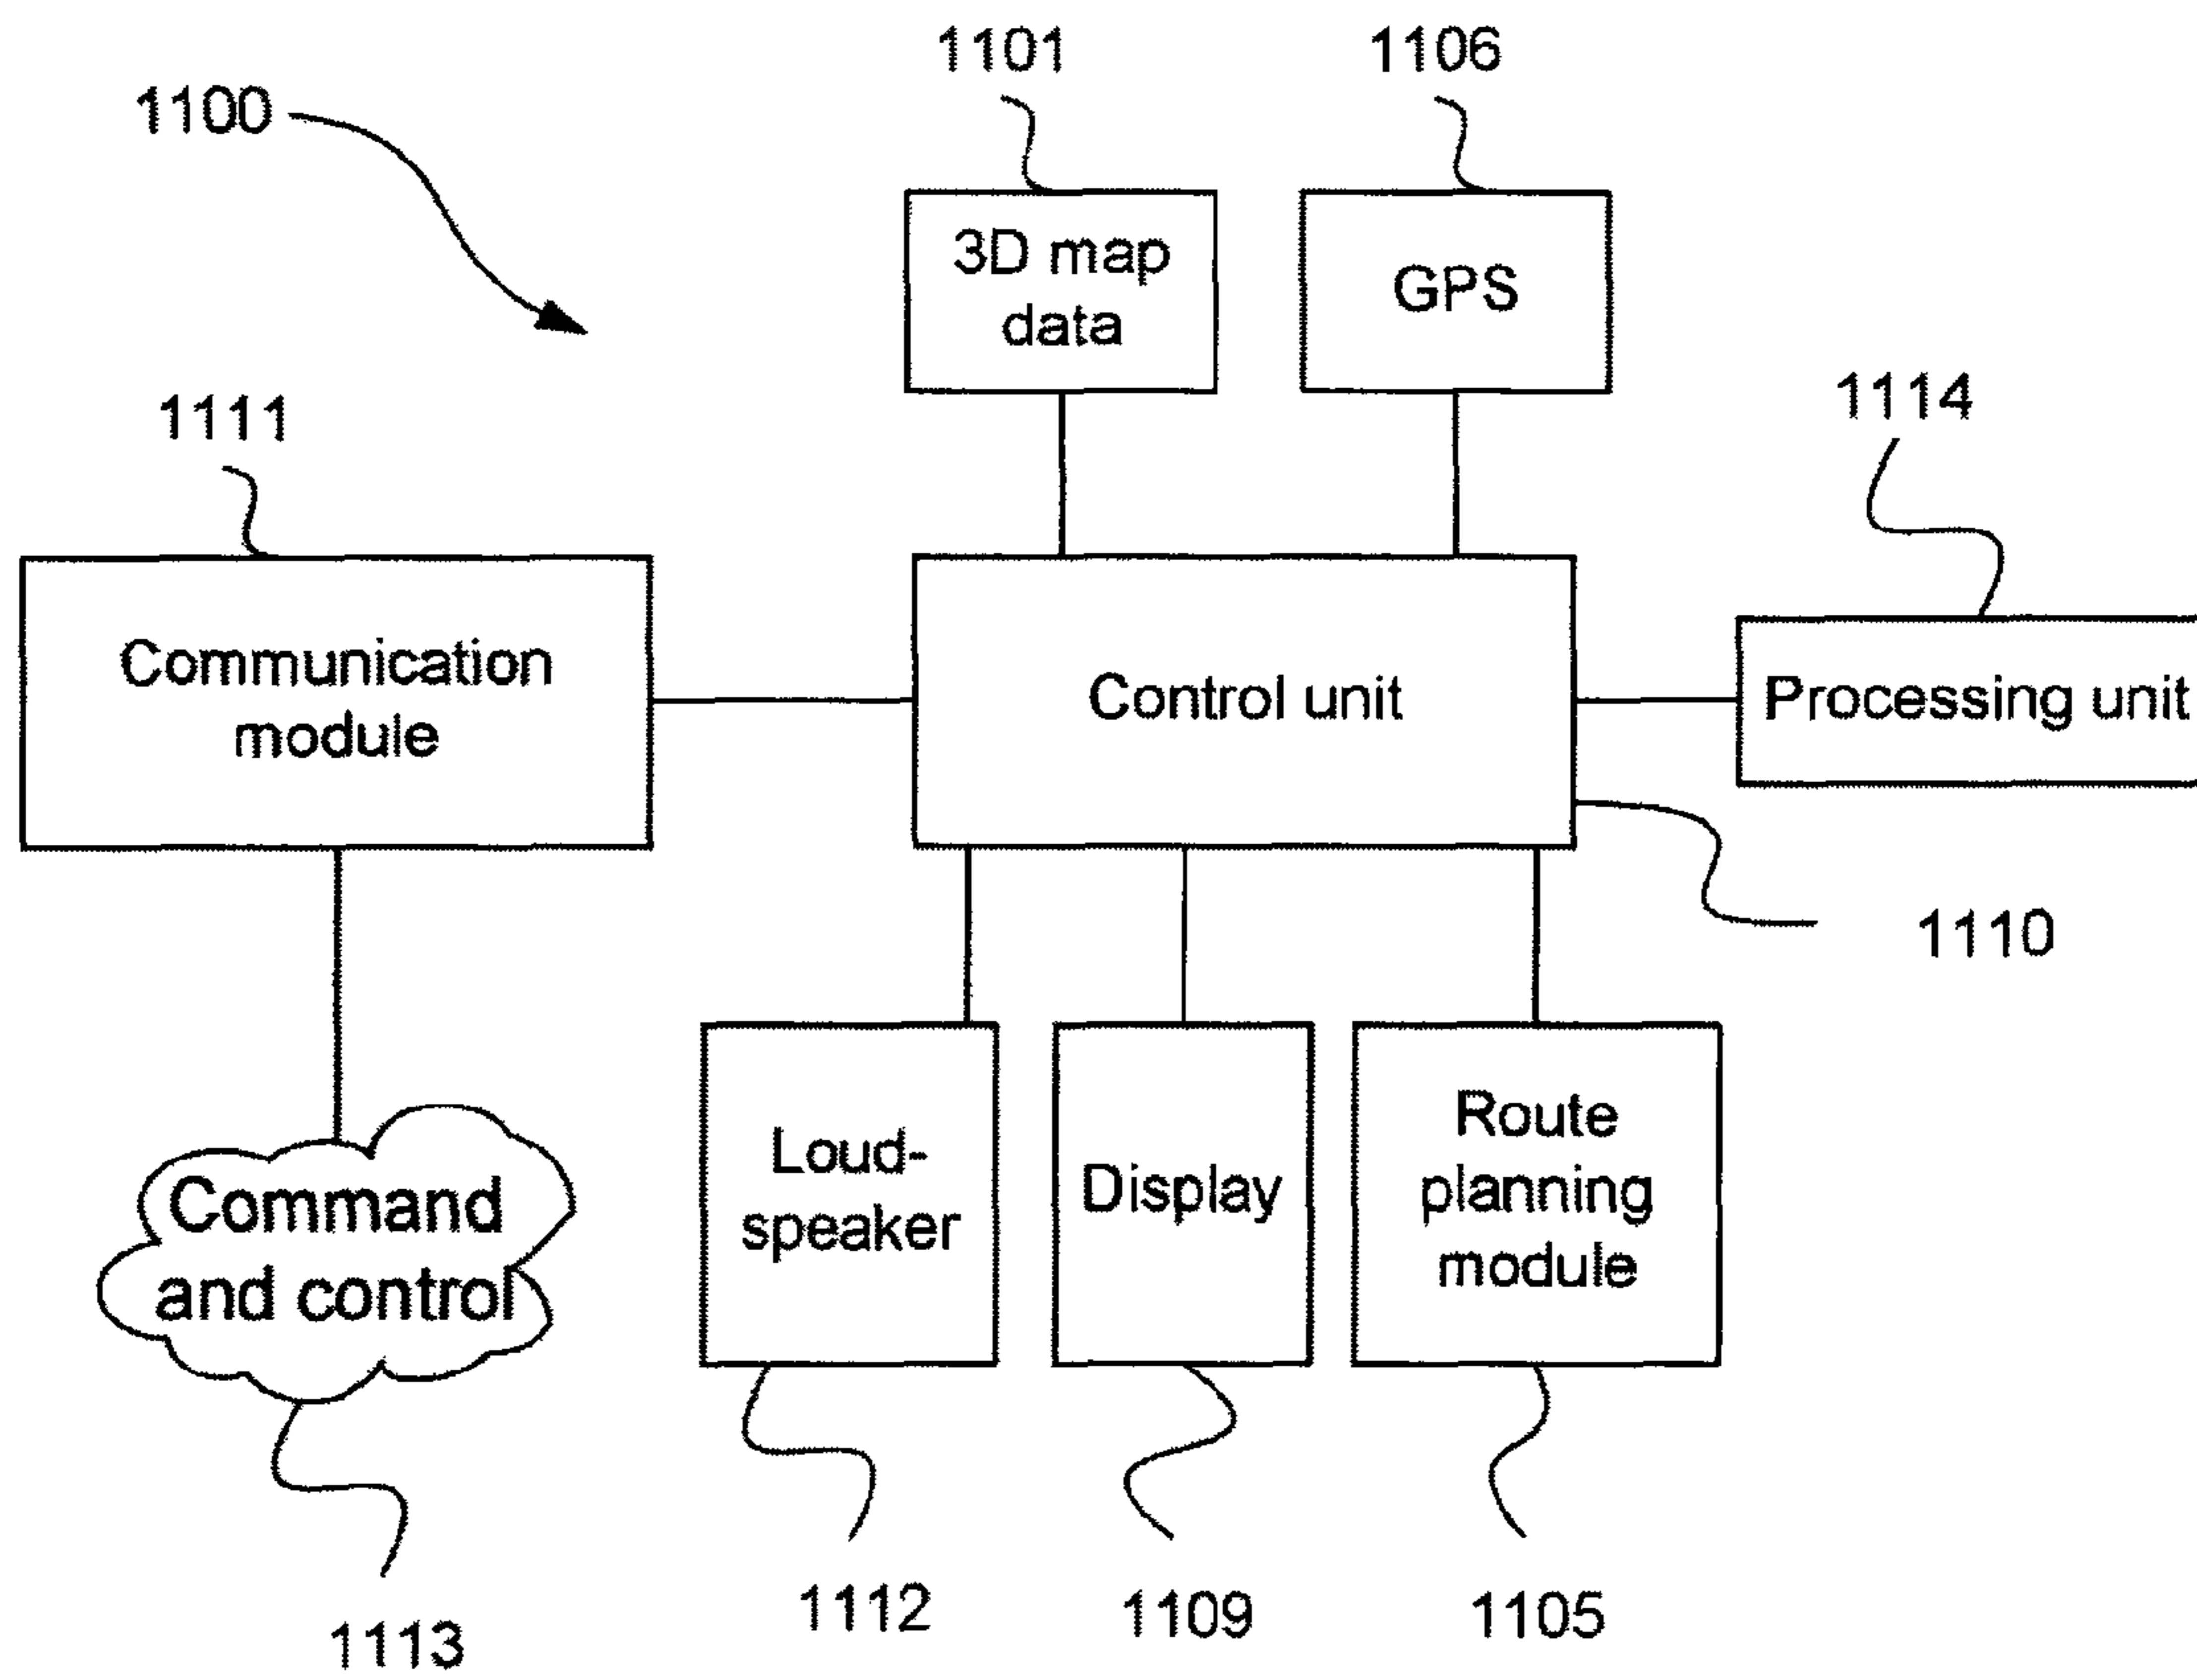 1101
1106
1100
3D map
data
GPS
1111
1114
Communication
module
Control unit
Processing unit
1110
Command
and control
Loud-
speaker
Display
Route
planning
module
1113
1112
1109
1105